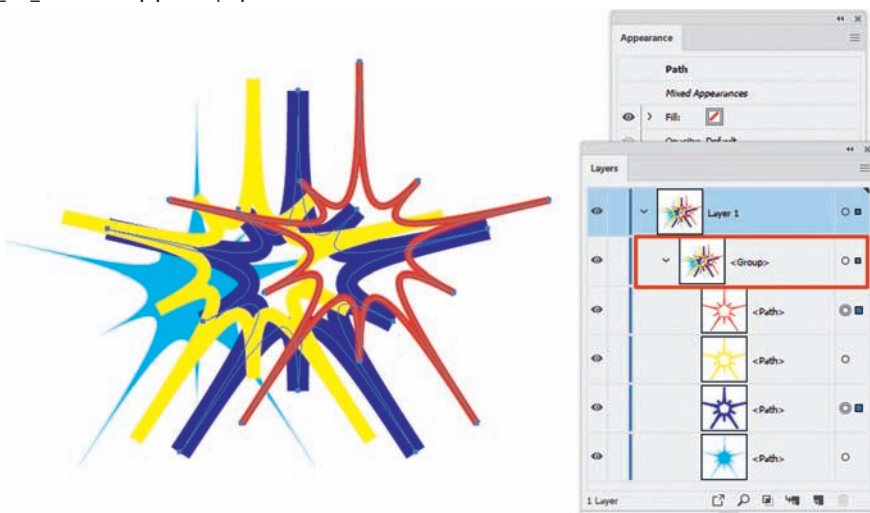 Appearance
Path
Mixed Appearances
Fill:
Layers
Layer 1
<Group>
<Path>
<Path>
<Path>
<Path>
1 Layer